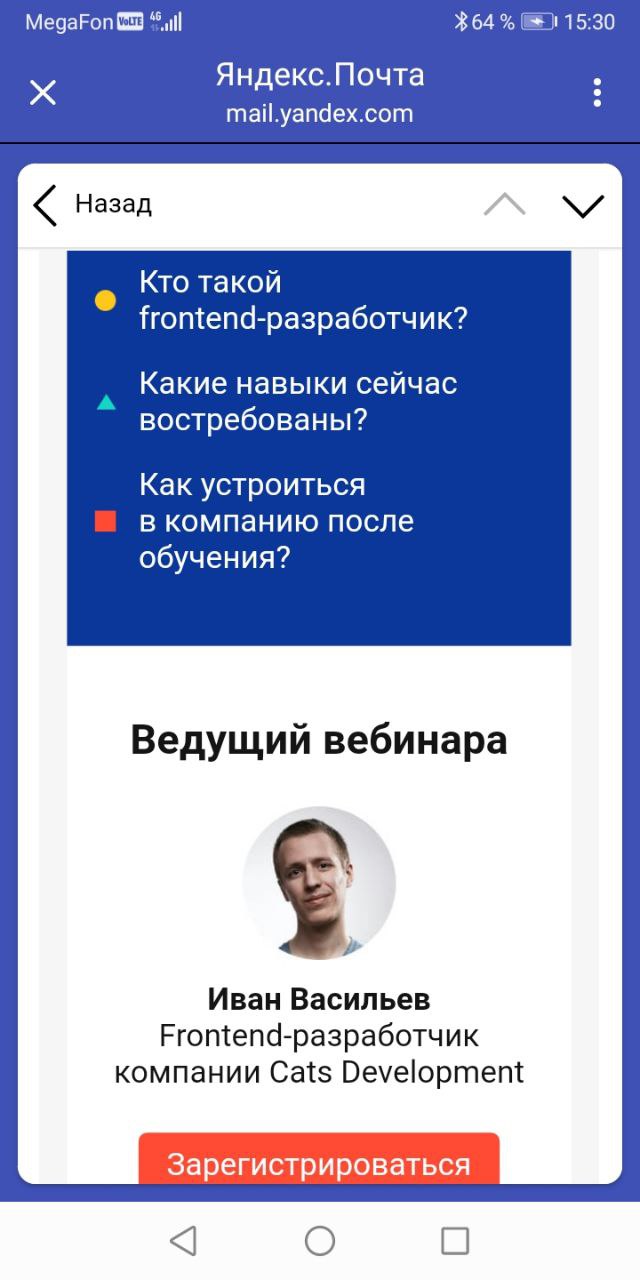 MegaFon VoLTE 4G 64 % 15:30
Яндекс.Почта
mail.yandex.com
Назад
Кто такой
frontend-разработчик?
Какие навыки сейчас
востребованы?
Как устроиться
в компанию после
обучения?
Ведущий вебинара
Иван Васильев
Frontend-разработчик
компании Cats Development
Зарегистрироваться